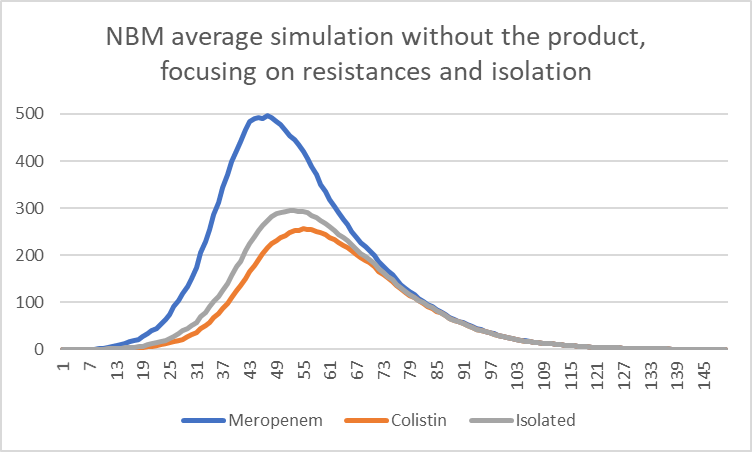 NBM average simulation without the product,
focusing on resistances and isolation
500
400
300
200
100
0
1 7 13 19 25 31 37 43 49 55 61 67 73 79 85 91 97 103 109 115 121 127 133 139 145
Meropenem Colistin Isolated